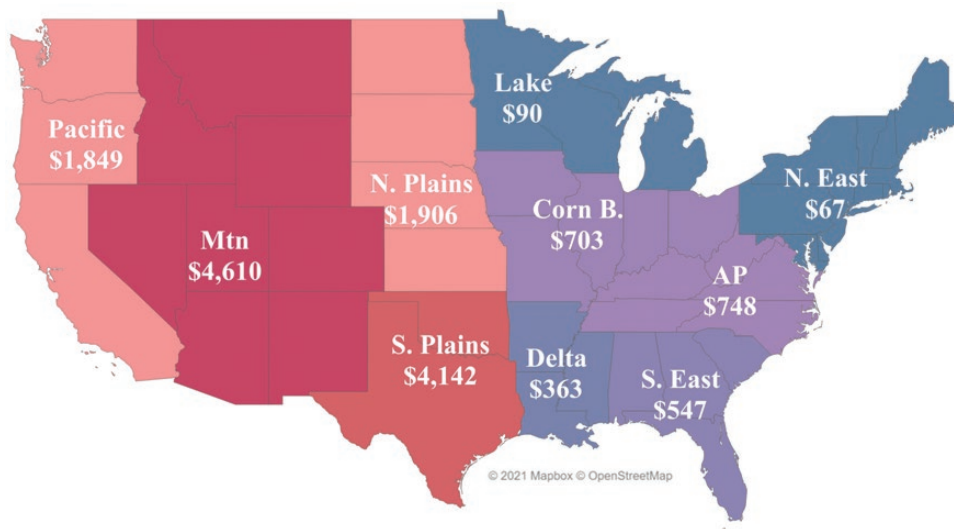 Lake
$90
Pacific
$1,849
N. Plains
$1,906
N. East
$67
Corn B.
$703
Mtn
$4,610
AP
$748
S. Plains
$4,142
Delta
$363
S. East
$547
© 2021 Mapbox © OpenStreetMap